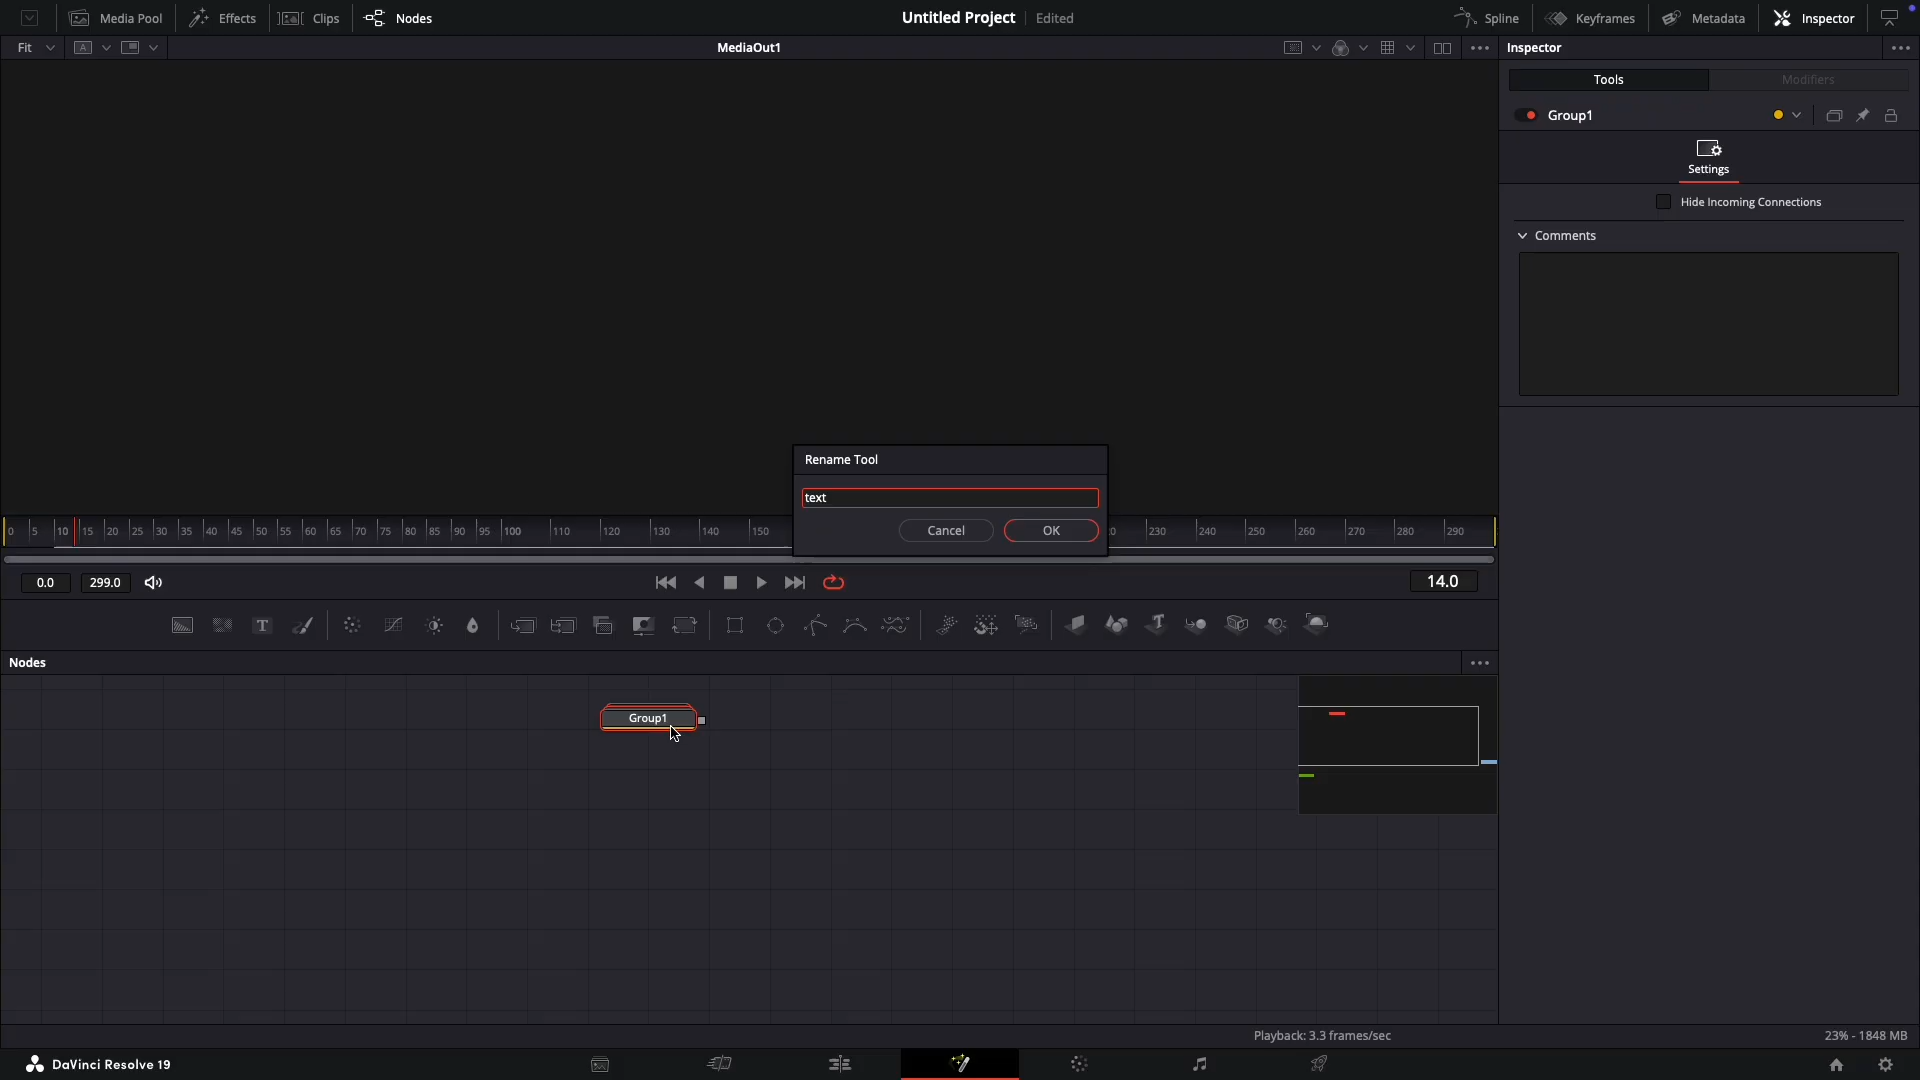 Media Pool
Effects
Clips
Nodes
Untitled Project
Edited
Spline
Keyframes
Metadata
Inspector
Fit
A
MediaOut1
Inspector
Tools
Modifiers
Group1
Settings
Hide Incoming Connections
Comments
Rename Tool
text
Cancel
OK
0 5 10 15 20 25 30 35 40 45 50 55 60 65 70 75 80 85 90 95 100 110 120 130 140 150 230 240 250 260 270 280 290
0.0
299.0
14.0
T
T
Nodes
Group1
Playback: 3.3 frames/sec
23% - 1848 MB
DaVinci Resolve 19